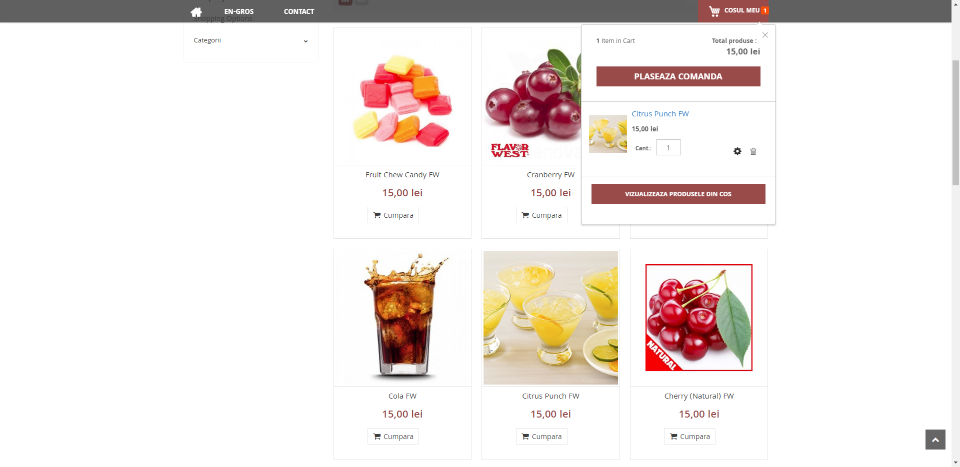 EN-GROS
CONTACT
COSUL MEU 1
Shopping Options
Categorii
1 Item in Cart
Total produse :
15,00 lei
PLASEAZA COMANDA
Citrus Punch FW
15,00 lei
Cant.: 1
VIZUALIZEAZA PRODUSELE DIN COS
FLAVOR
WEST
Fruit Chew Candy FW
15,00 lei
Cumpara
Cranberry FW
15,00 lei
Cumpara
NATURAL
Cola FW
15,00 lei
Cumpara
Citrus Punch FW
15,00 lei
Cumpara
Cherry (Natural) FW
15,00 lei
Cumpara